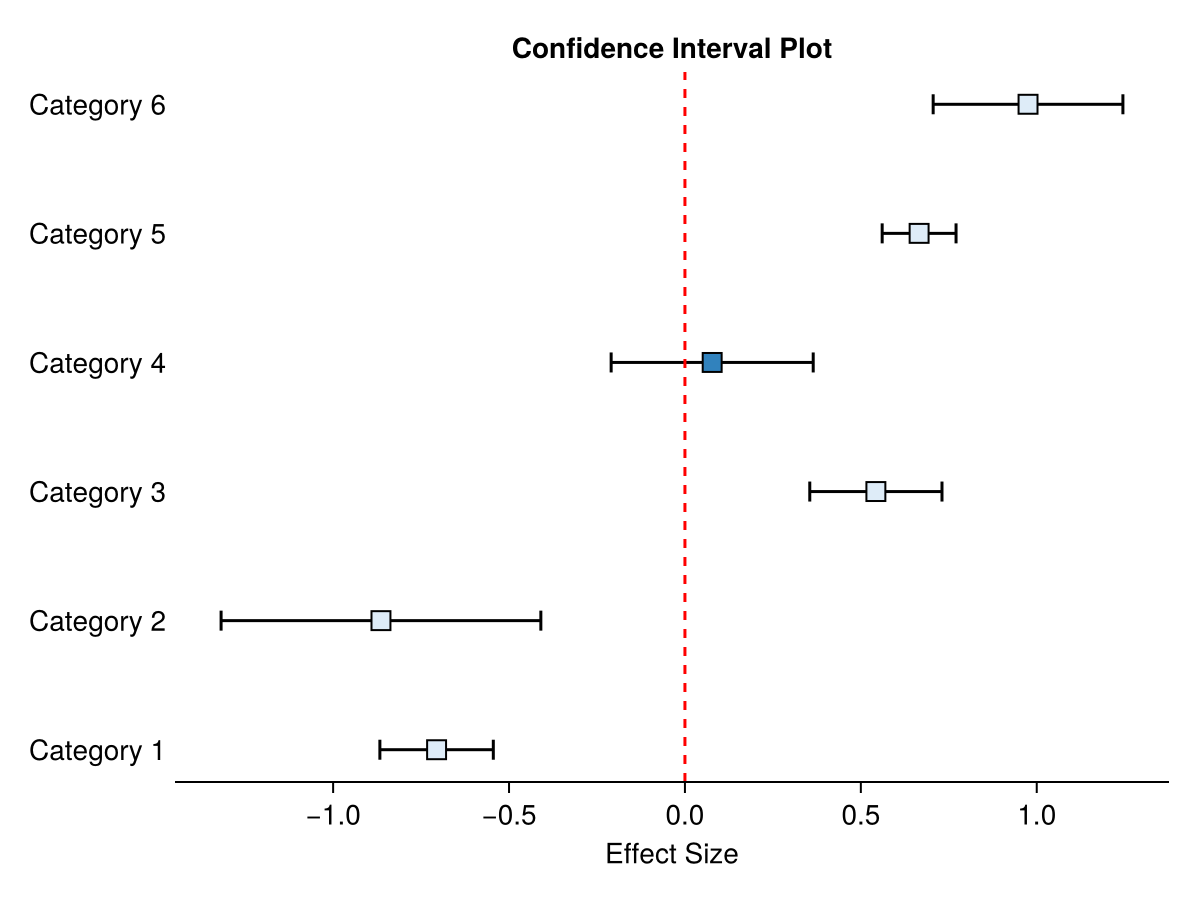 Confidence Interval Plot
Category 6
Category 5
Category 4
Category 3
Category 2
Category 1
−1.0 −0.5 0.0 0.5 1.0
Effect Size